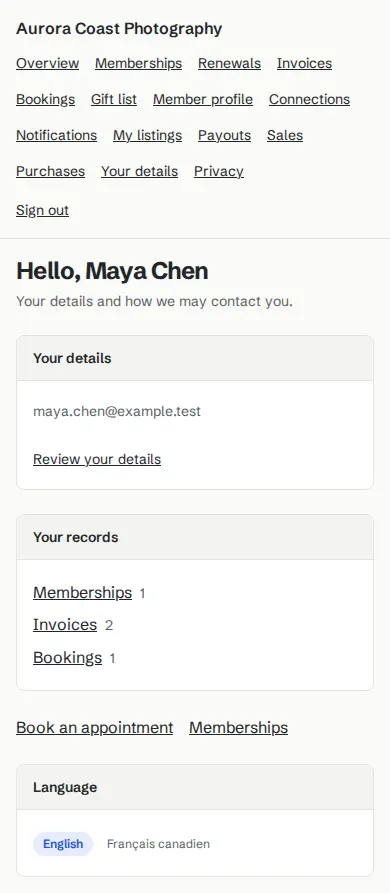 Aurora Coast Photography
Overview Memberships Renewals Invoices
Bookings Gift list Member profile Connections
Notifications My listings Payouts Sales
Purchases Your details Privacy
Sign out
Hello, Maya Chen
Your details and how we may contact you.
Your details
maya.chen@example.test
Review your details
Your records
Memberships 1
Invoices 2
Bookings 1
Book an appointment Memberships
Language
English Français canadien